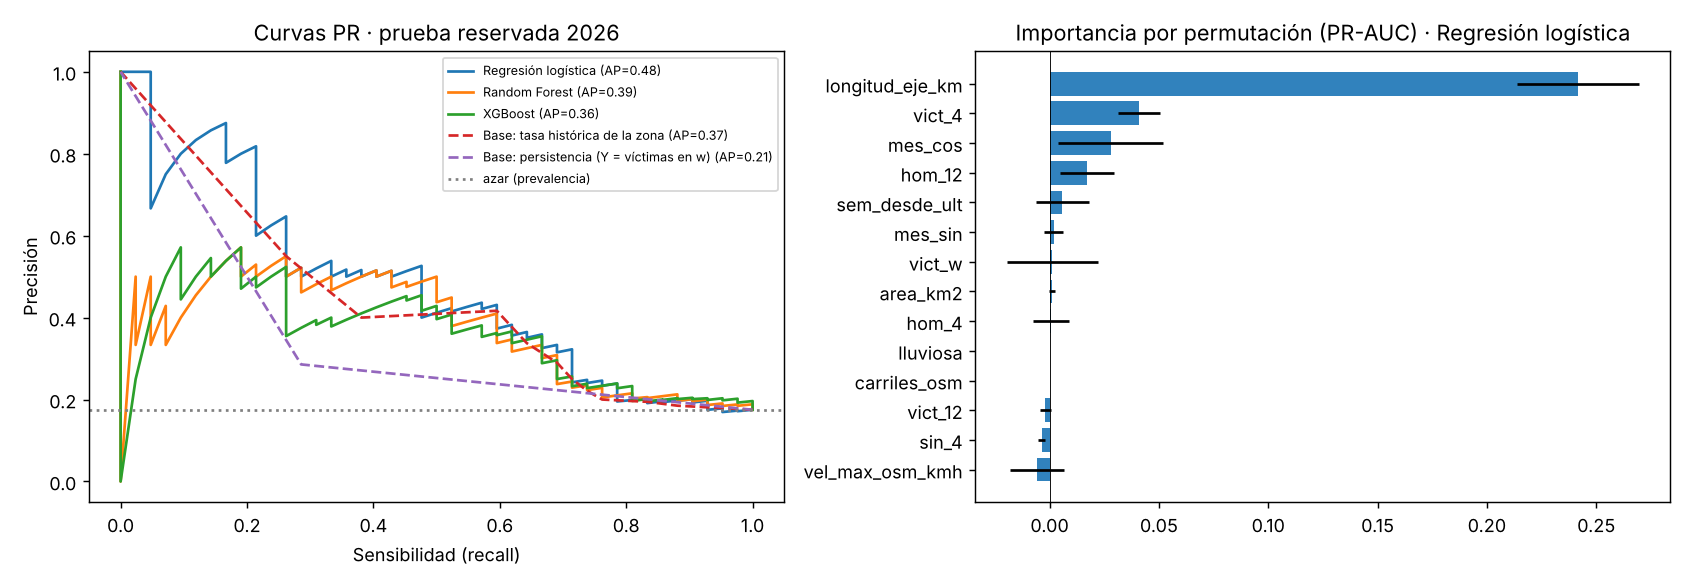 Curvas PR · prueba reservada 2026
Precisión
1.0
0.8
0.6
0.4
0.2
0.0
Regresión logística (AP=0.48)
Random Forest (AP=0.39)
XGBoost (AP=0.36)
Base: tasa histórica de la zona (AP=0.37)
Base: persistencia (Y = víctimas en w) (AP=0.21)
azar (prevalencia)
0.0 0.2 0.4 0.6 0.8 1.0
Sensibilidad (recall)
Importancia por permutación (PR-AUC) · Regresión logística
longitud_eje_km
vict_4
mes_cos
hom_12
sem_desde_ult
mes_sin
vict_w
area_km2
hom_4
lluviosa
carriles_osm
vict_12
sin_4
vel_max_osm_kmh
0.00 0.05 0.10 0.15 0.20 0.25